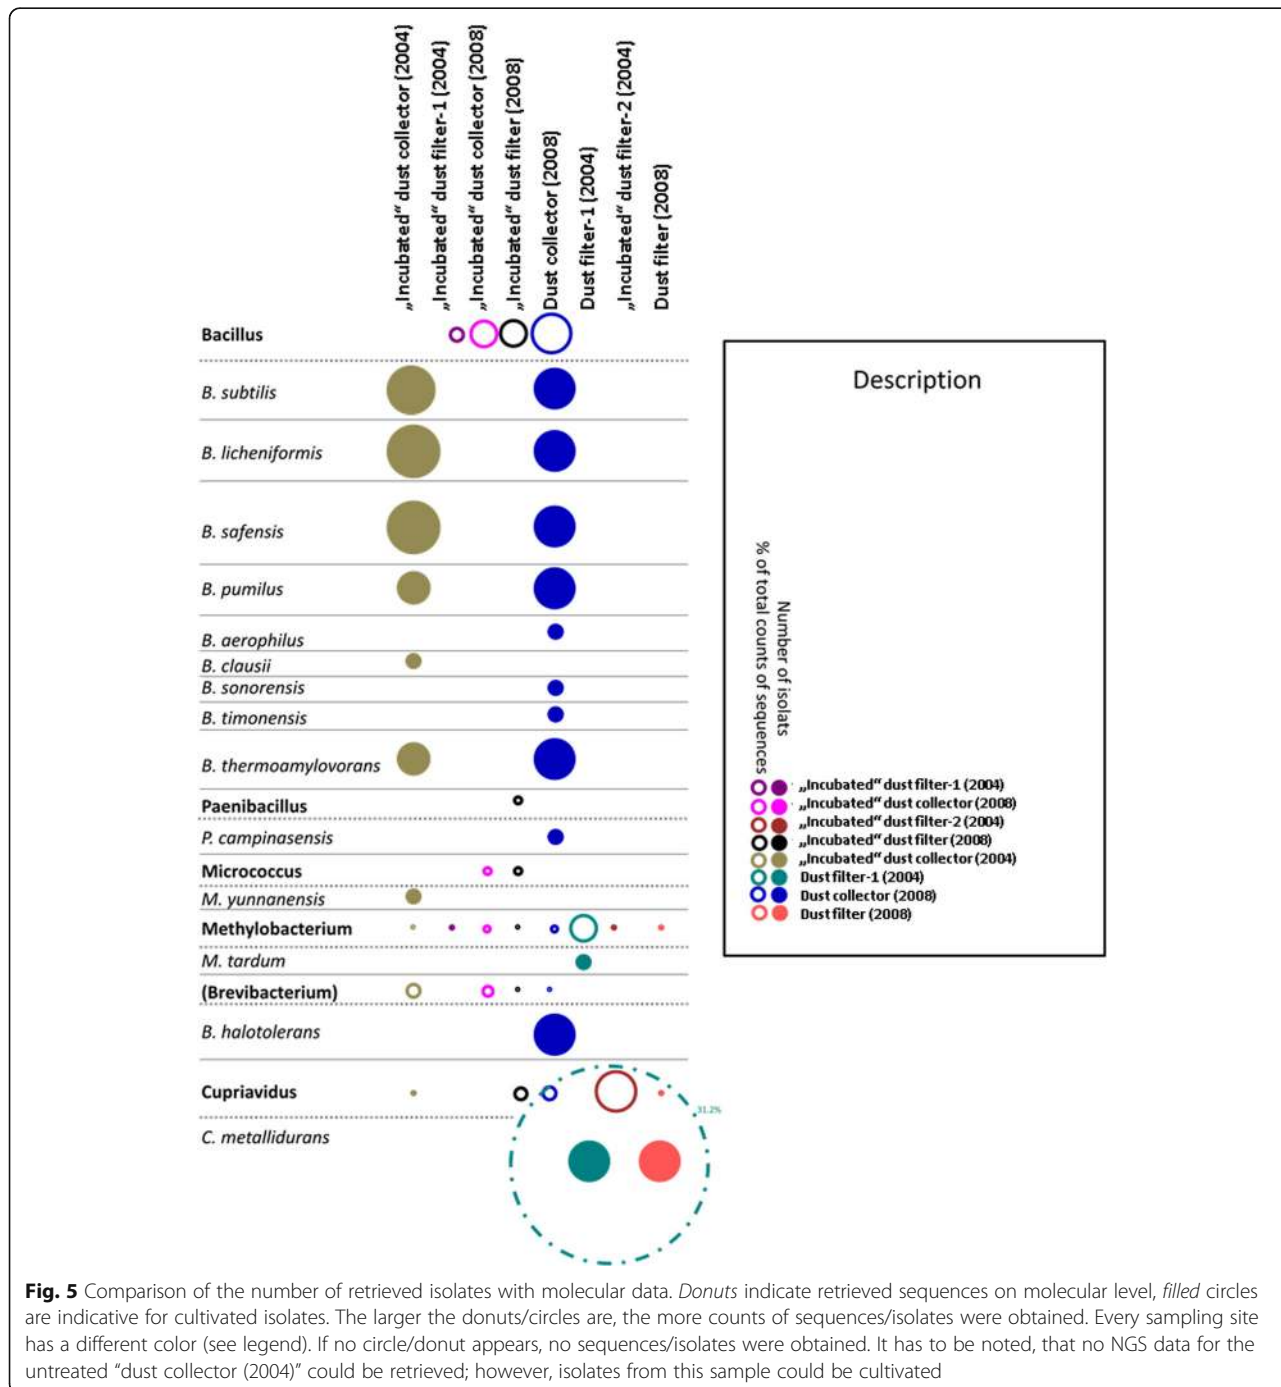 „Incubated“ dust collector (2004)
„Incubated“ dust filter-1 (2004)
„Incubated“ dust collector (2008)
„Incubated“ dust filter (2008)
Dust collector (2008)
Dust filter-1 (2004)
„Incubated“ dust filter-2 (2004)
Dust filter (2008)
Bacillus
B. subtilis
B. licheniformis
B. safensis
B. pumilus
B. aerophilus
B. clausii
B. sonorensis
B. timonensis
B. thermoamylovorans
Paenibacillus
P. campinasensis
Micrococcus
M. yunnanensis
Methylobacterium
M. tardum
(Brevibacterium)
B. halotolerans
Cupriavidus
31.2%
C. metallidurans
Description
% of total counts of sequences
Number of isolats
„Incubated“ dust filter-1 (2004)
„Incubated“ dust collector (2008)
„Incubated“ dust filter-2 (2004)
„Incubated“ dust filter (2008)
„Incubated“ dust collector (2004)
Dust filter-1 (2004)
Dust collector (2008)
Dust filter (2008)
Fig. 5 Comparison of the number of retrieved isolates with molecular data. Donuts indicate retrieved sequences on molecular level, filled circles
are indicative for cultivated isolates. The larger the donuts/circles are, the more counts of sequences/isolates were obtained. Every sampling site
has a different color (see legend). If no circle/donut appears, no sequences/isolates were obtained. It has to be noted, that no NGS data for the
untreated “dust collector (2004)” could be retrieved; however, isolates from this sample could be cultivated